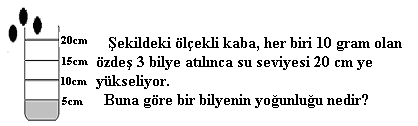 20cm
15cm
10cm
5cm
Şekildeki ölçekli kaba, her biri 10 gram olan
özdeş 3 bilye atılınca su seviyesi 20 cm ye
yükseliyor.
Buna göre bir bilyenin yoğunluğu nedir?